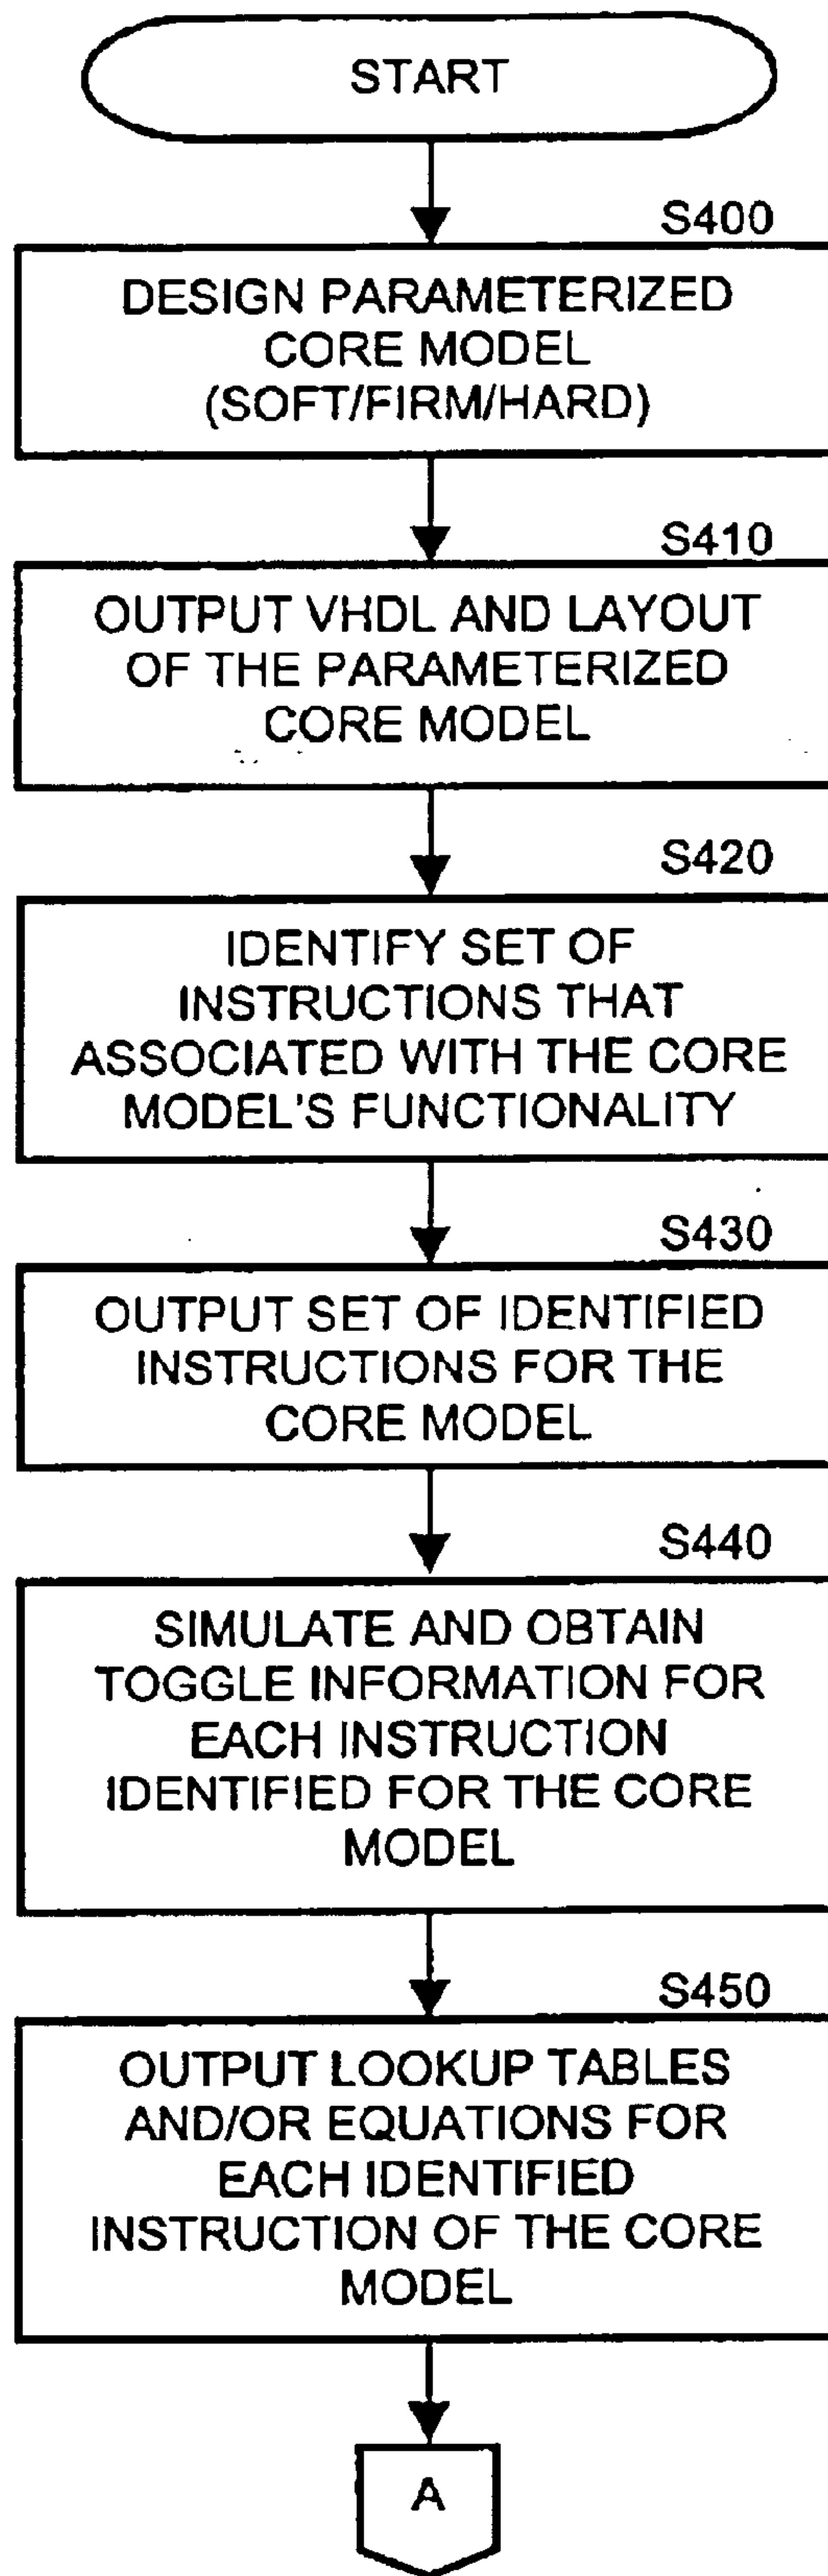 START
S400
DESIGN PARAMETERIZED
CORE MODEL
(SOFT/FIRM/HARD)
S410
OUTPUT VHDL AND LAYOUT
OF THE PARAMETERIZED
CORE MODEL
S420
IDENTIFY SET OF
INSTRUCTIONS THAT
ASSOCIATED WITH THE CORE
MODEL'S FUNCTIONALITY
S430
OUTPUT SET OF IDENTIFIED
INSTRUCTIONS FOR THE
CORE MODEL
S440
SIMULATE AND OBTAIN
TOGGLE INFORMATION FOR
EACH INSTRUCTION
IDENTIFIED FOR THE CORE
MODEL
S450
OUTPUT LOOKUP TABLES
AND/OR EQUATIONS FOR
EACH IDENTIFIED
INSTRUCTION OF THE CORE
MODEL
A